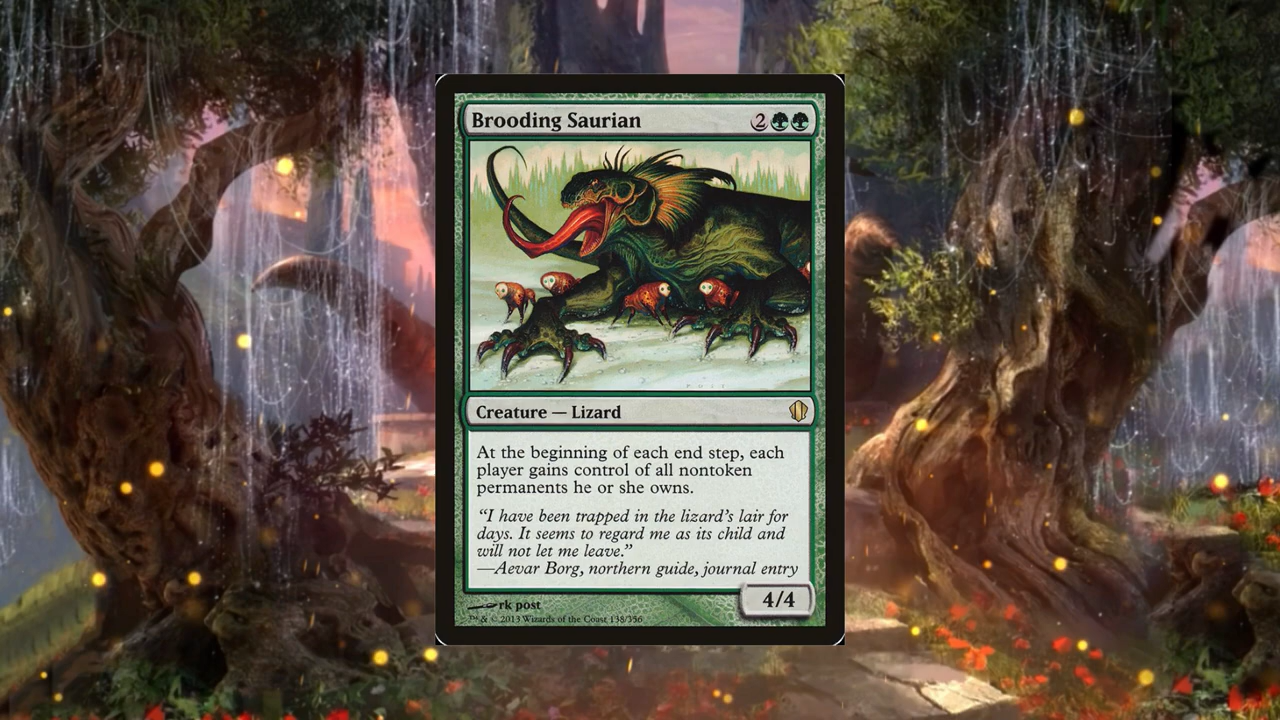 Brooding Saurian 2
Creature — Lizard
At the beginning of each end step, each
player gains control of all nontoken
permanents he or she owns.
“I have been trapped in the lizard’s lair for
days. It seems to regard me as its child and
will not let me leave.”
—Aevar Borg, northern guide, journal entry
4/4
rk post
™ & © 2013 Wizards of the Coast 138/356